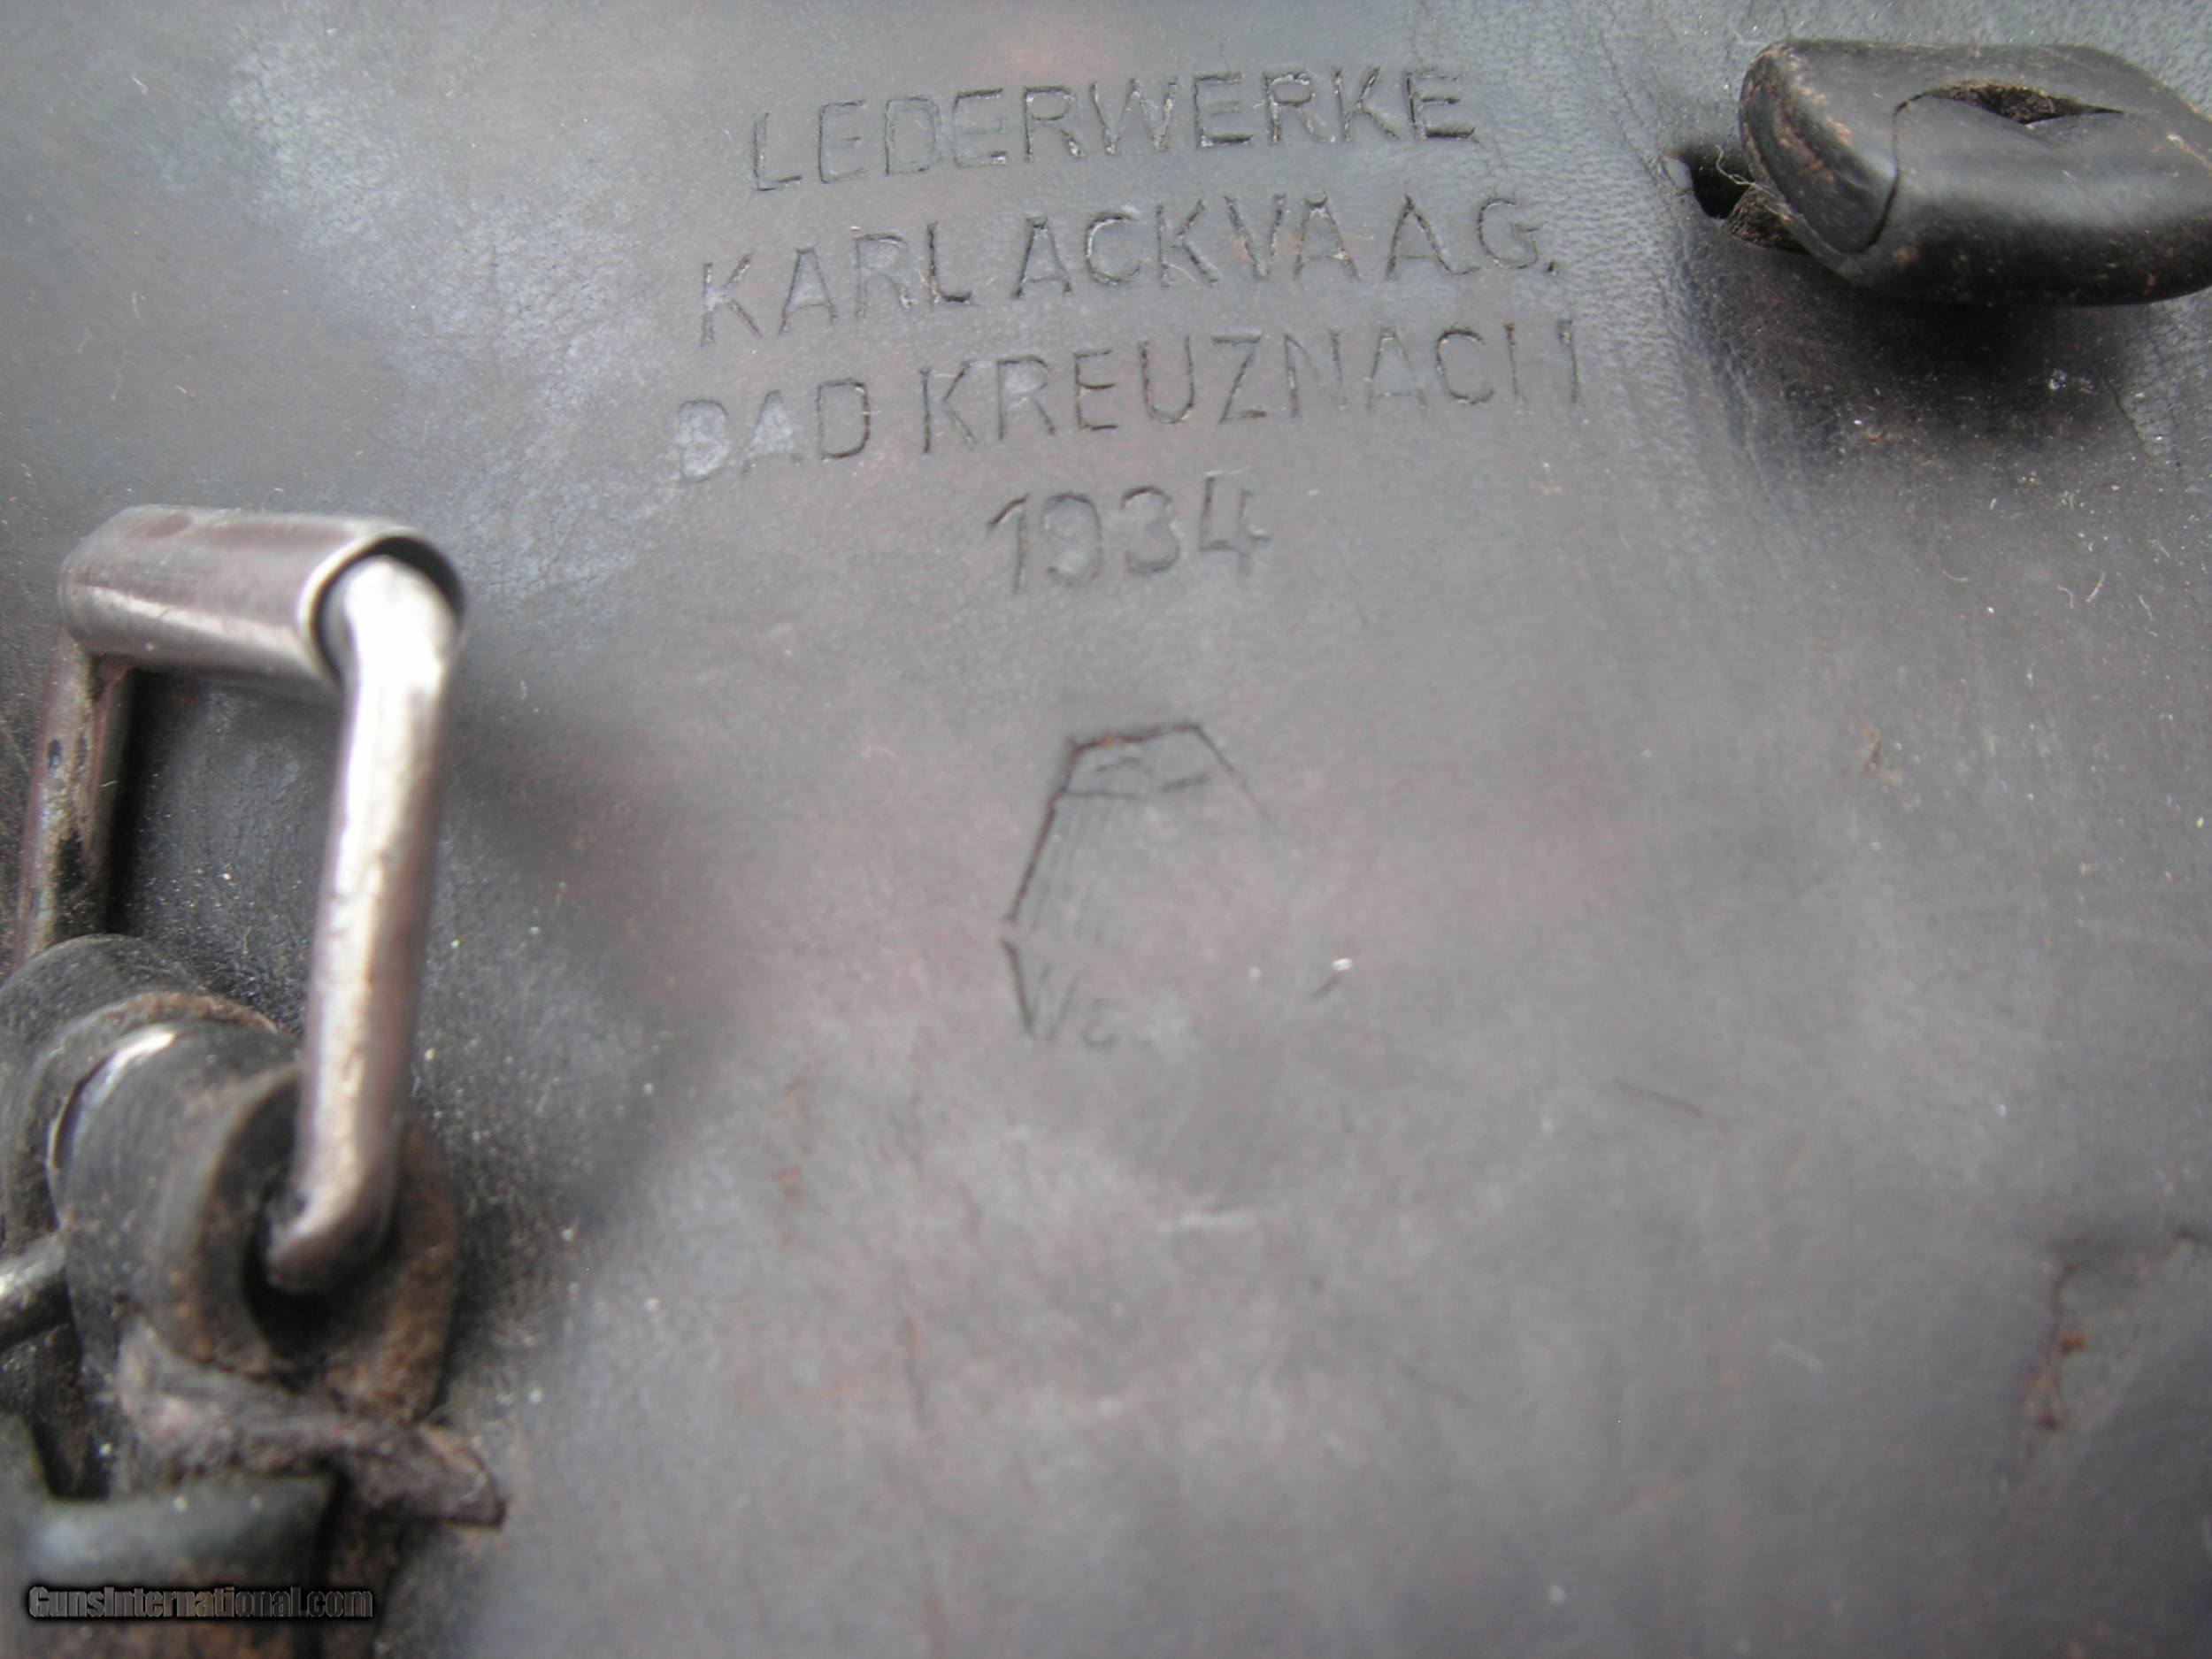 LEDERWERKE
KARL ACKVA A.G.
BAD KREUZNACH
1934
GunsInternational.com